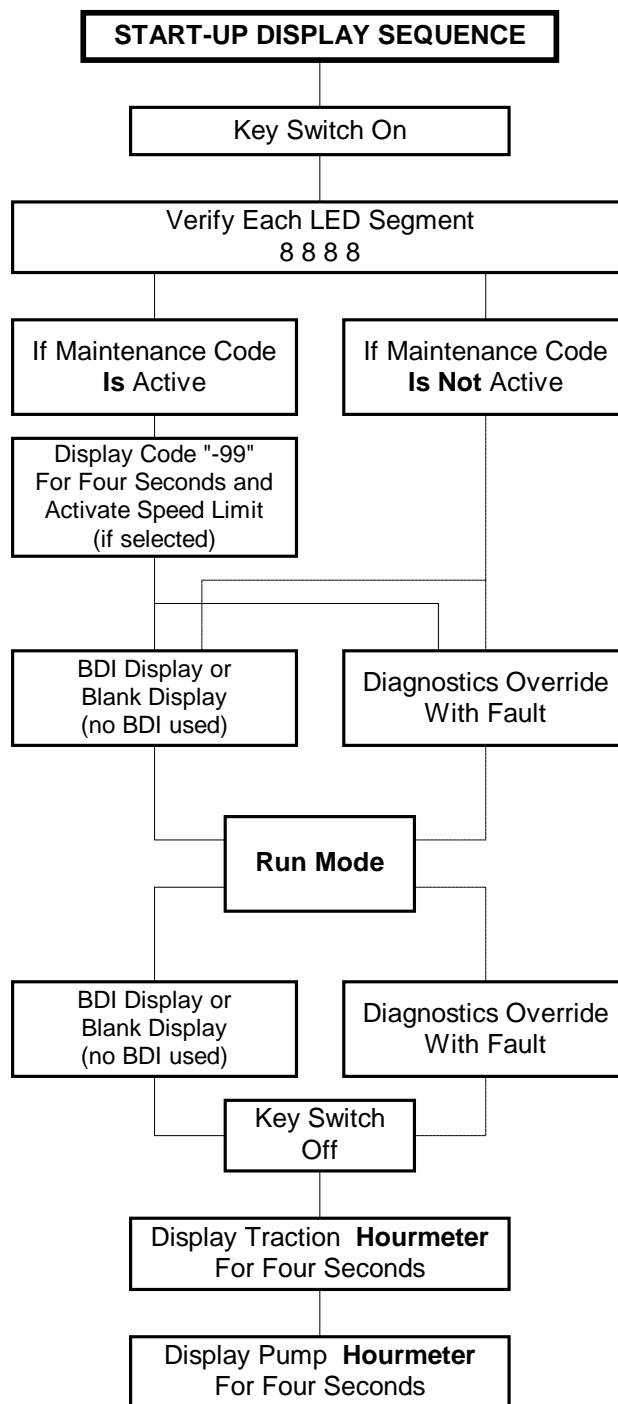 START-UP DISPLAY SEQUENCE
Key Switch On
Verify Each LED Segment
8 8 8 8
If Maintenance Code
Is Active
If Maintenance Code
Is Not Active
Display Code "-99"
For Four Seconds and
Activate Speed Limit
(if selected)
BDI Display or
Blank Display
(no BDI used)
Diagnostics Override
With Fault
Run Mode
BDI Display or
Blank Display
(no BDI used)
Diagnostics Override
With Fault
Key Switch
Off
Display Traction Hourmeter
For Four Seconds
Display Pump Hourmeter
For Four Seconds